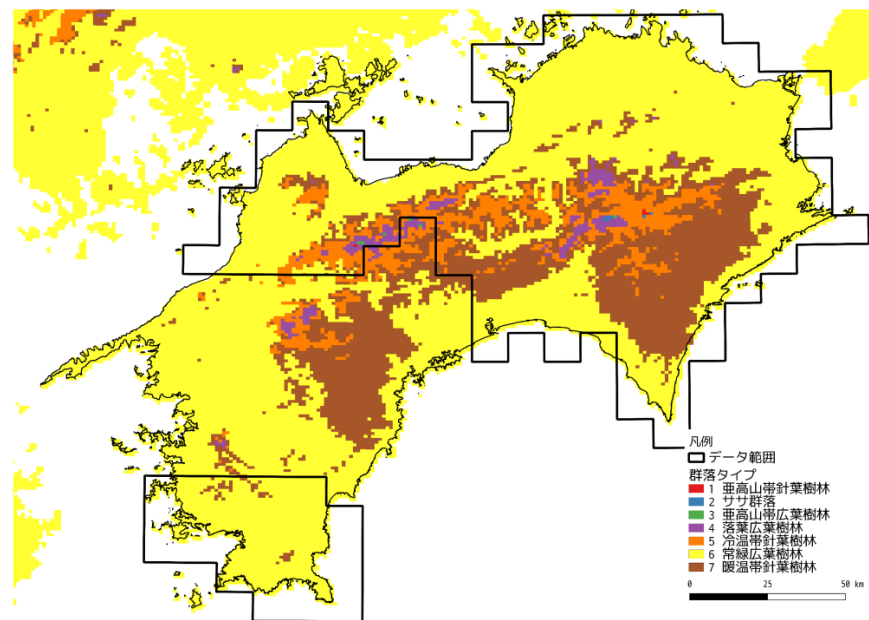 凡例
データ範囲
群落タイプ
1 亜高山帯針葉樹林
2 ササ群落
3 亜高山帯広葉樹林
4 落葉広葉樹林
5 冷温帯針葉樹林
6 常緑広葉樹林
7 暖温帯針葉樹林
0 25 50 km